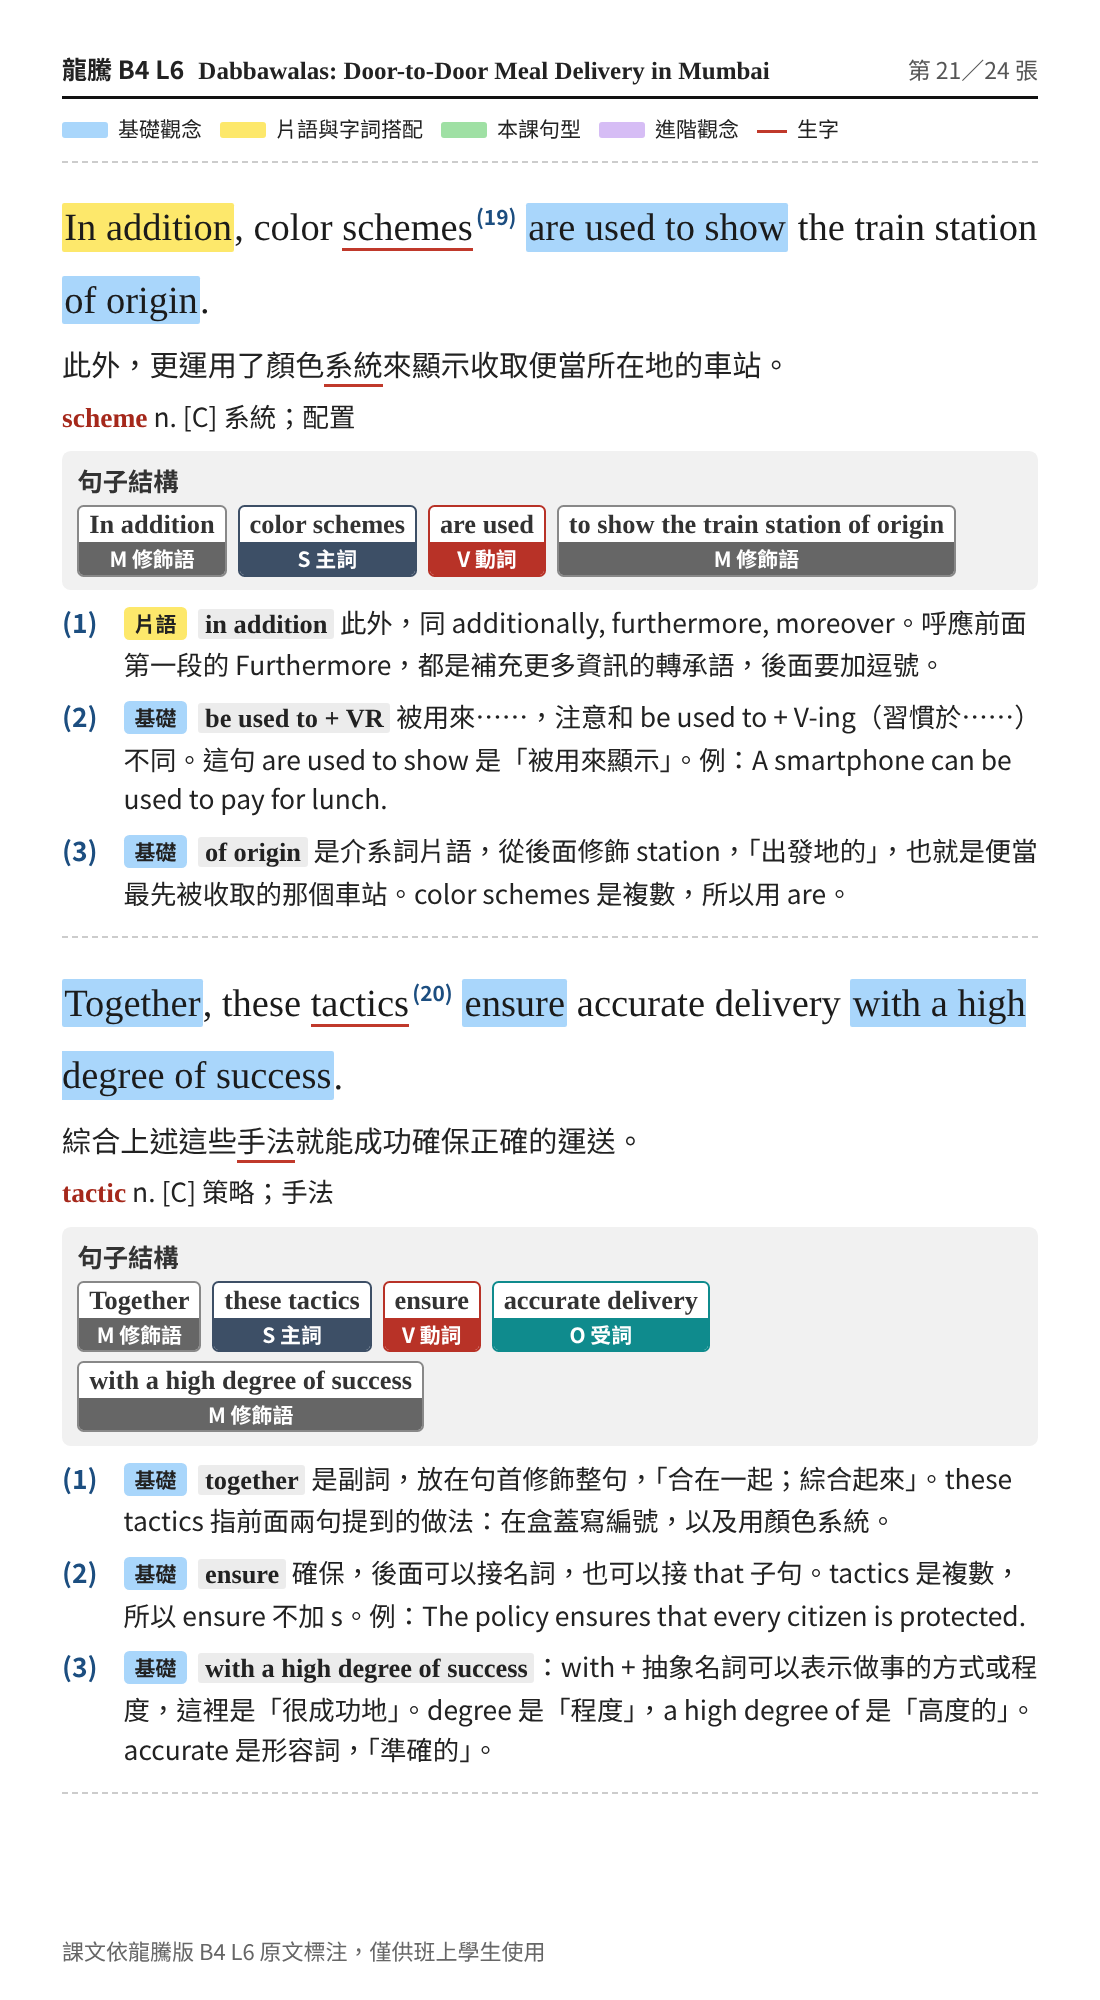 龍騰 B4 L6 Dabbawalas: Door-to-Door Meal Delivery in Mumbai 第 21／24 張
基礎觀念 片語與字詞搭配 本課句型 進階觀念 生字
In addition, color schemes(19) are used to show the train station
of origin.
此外，更運用了顏色系統來顯示收取便當所在地的車站。
scheme n. [C] 系統；配置
句子結構
In addition color schemes are used to show the train station of origin
M 修飾語 S 主詞 V 動詞 M 修飾語
(1) 片語 in addition 此外，同 additionally, furthermore, moreover。呼應前面
第一段的 Furthermore，都是補充更多資訊的轉承語，後面要加逗號。
(2) 基礎 be used to + VR 被用來⋯⋯，注意和 be used to + V-ing（習慣於⋯⋯）
不同。這句 are used to show 是「被用來顯示」。例：A smartphone can be
used to pay for lunch.
(3) 基礎 of origin 是介系詞片語，從後面修飾 station，「出發地的」，也就是便當
最先被收取的那個車站。color schemes 是複數，所以用 are。
Together, these tactics(20) ensure accurate delivery with a high
degree of success.
綜合上述這些手法就能成功確保正確的運送。
tactic n. [C] 策略；手法
句子結構
Together these tactics ensure accurate delivery
M 修飾語 S 主詞 V 動詞 O 受詞
with a high degree of success
M 修飾語
(1) 基礎 together 是副詞，放在句首修飾整句，「合在一起；綜合起來」。these
tactics 指前面兩句提到的做法：在盒蓋寫編號，以及用顏色系統。
(2) 基礎 ensure 確保，後面可以接名詞，也可以接 that 子句。tactics 是複數，
所以 ensure 不加 s。例：The policy ensures that every citizen is protected.
(3) 基礎 with a high degree of success：with + 抽象名詞可以表示做事的方式或程
度，這裡是「很成功地」。degree 是「程度」，a high degree of 是「高度的」。
accurate 是形容詞，「準確的」。
課文依龍騰版 B4 L6 原文標注，僅供班上學生使用